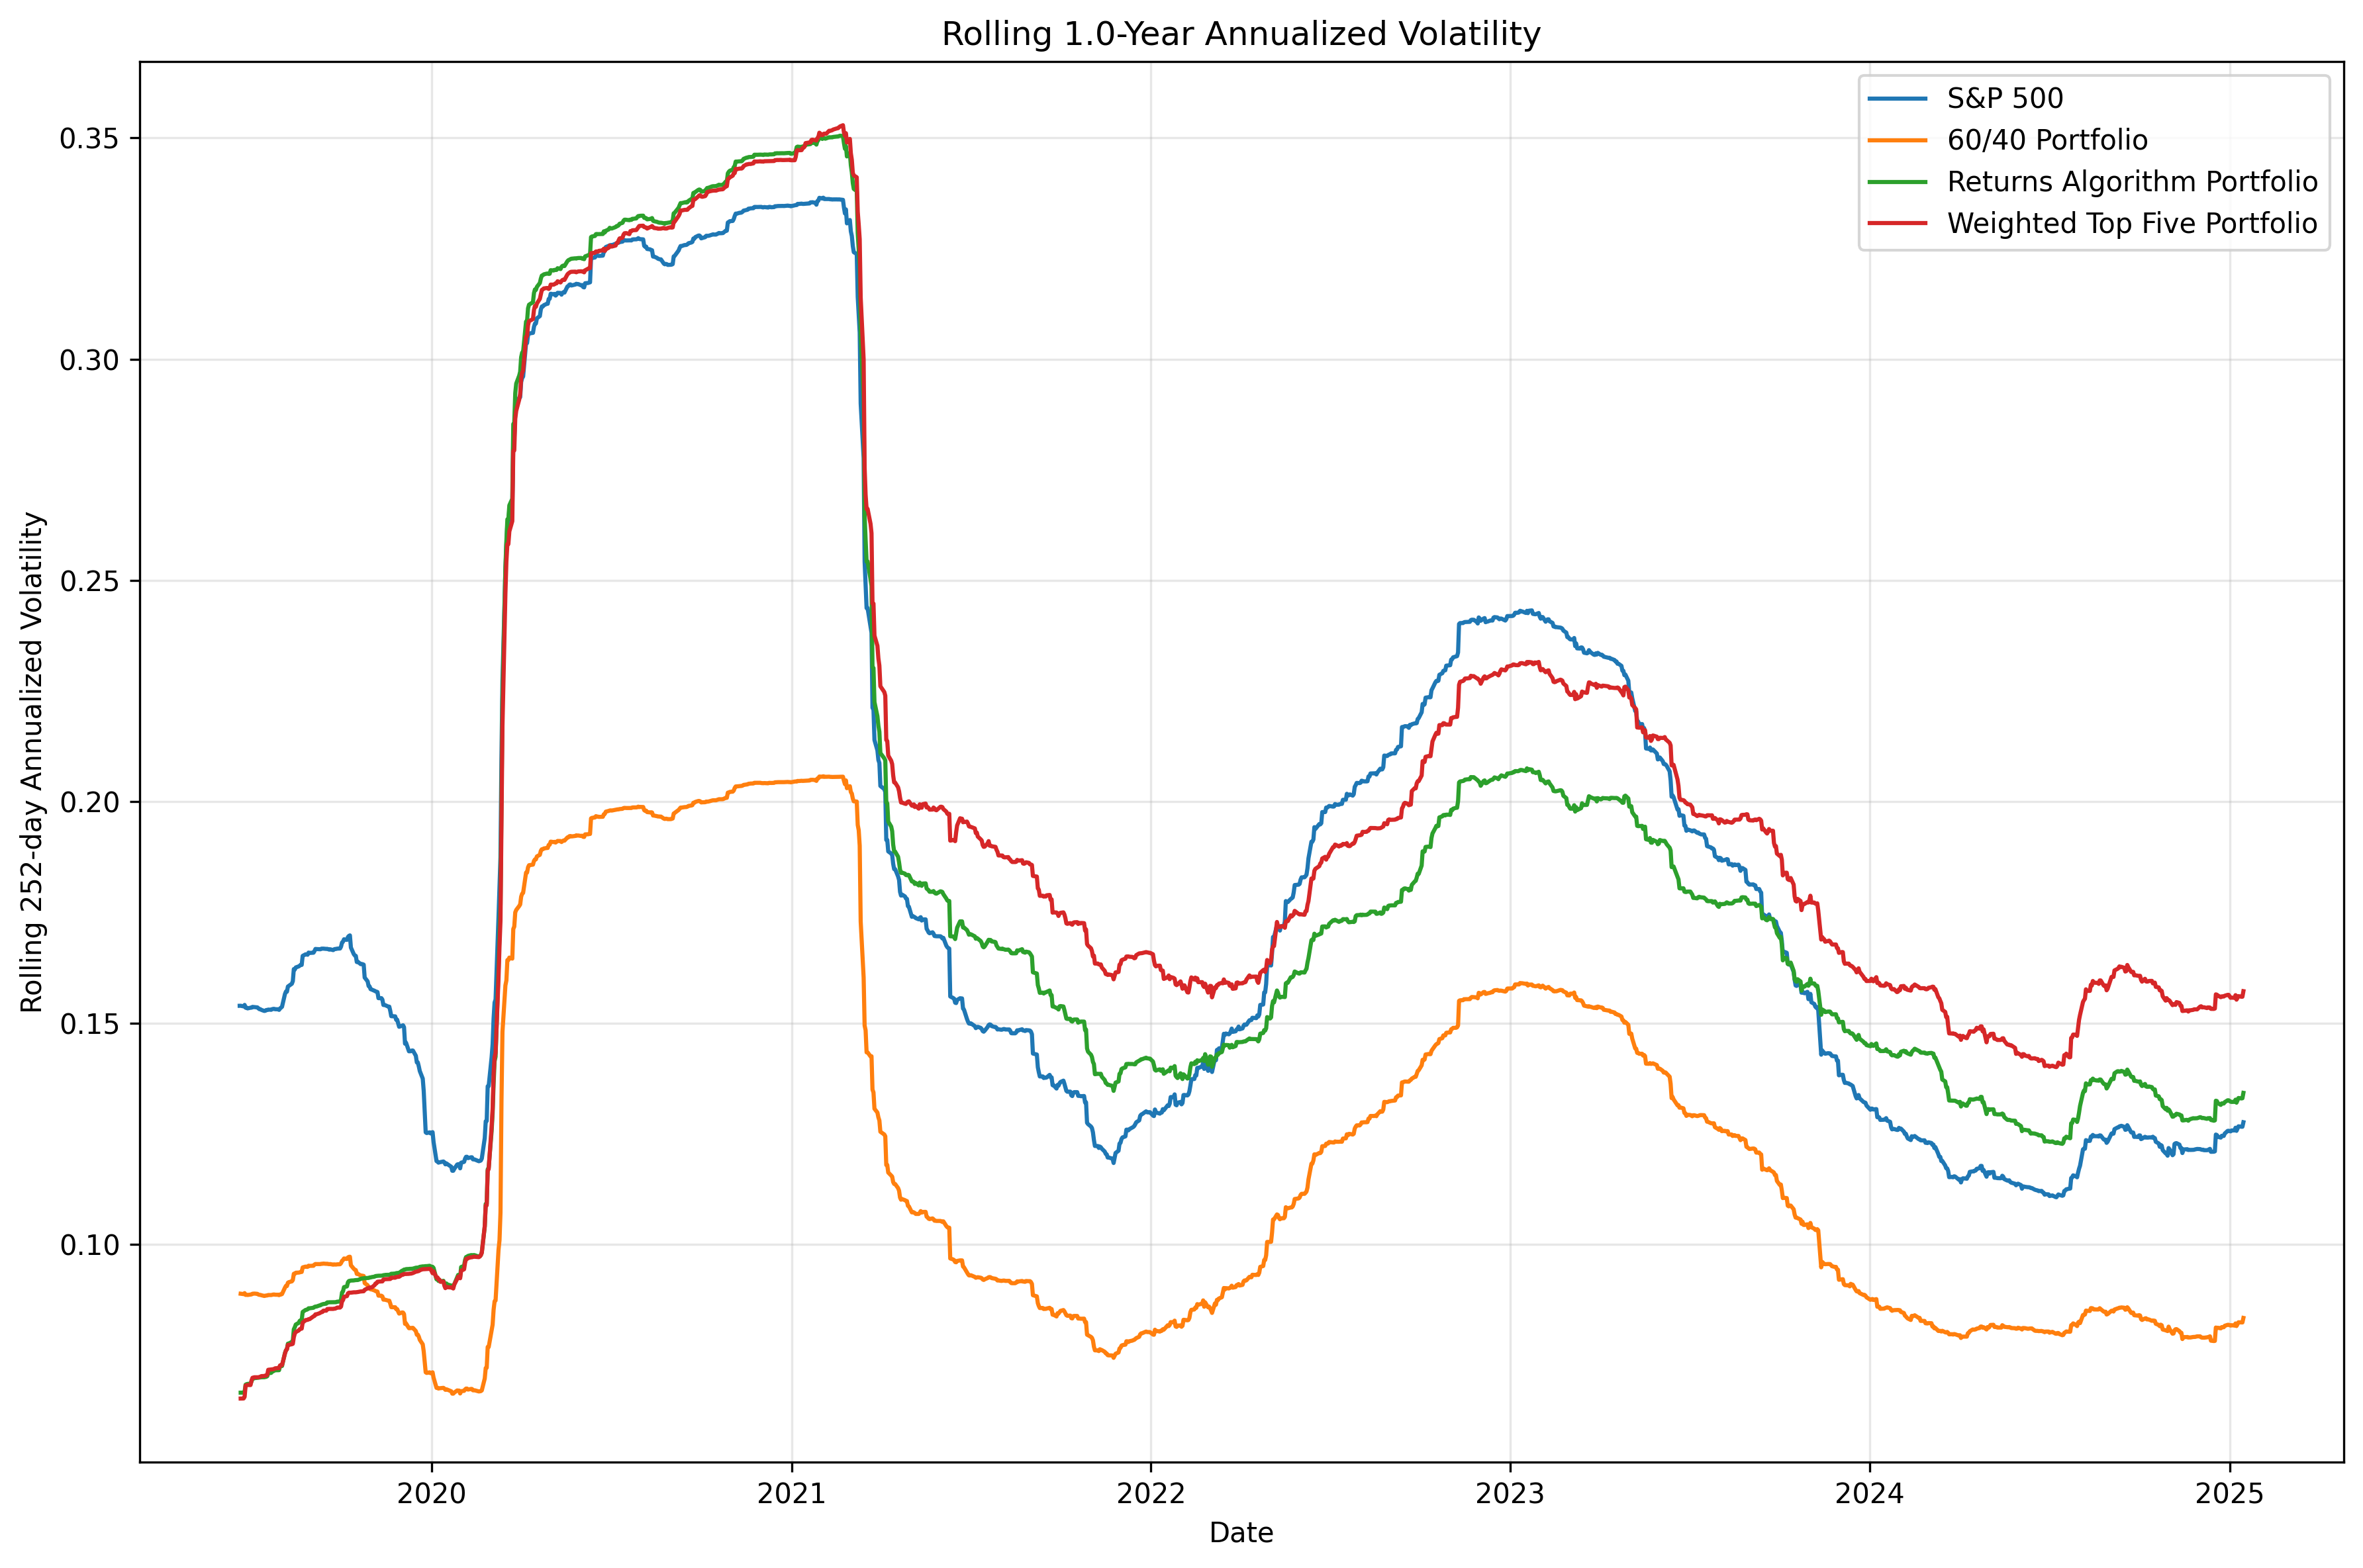 Rolling 1.0-Year Annualized Volatility
S&P 500
60/40 Portfolio
Returns Algorithm Portfolio
Weighted Top Five Portfolio
Rolling 252-day Annualized Volatility
0.35
0.30
0.25
0.20
0.15
0.10
2020
2021
2022
2023
2024
2025
Date